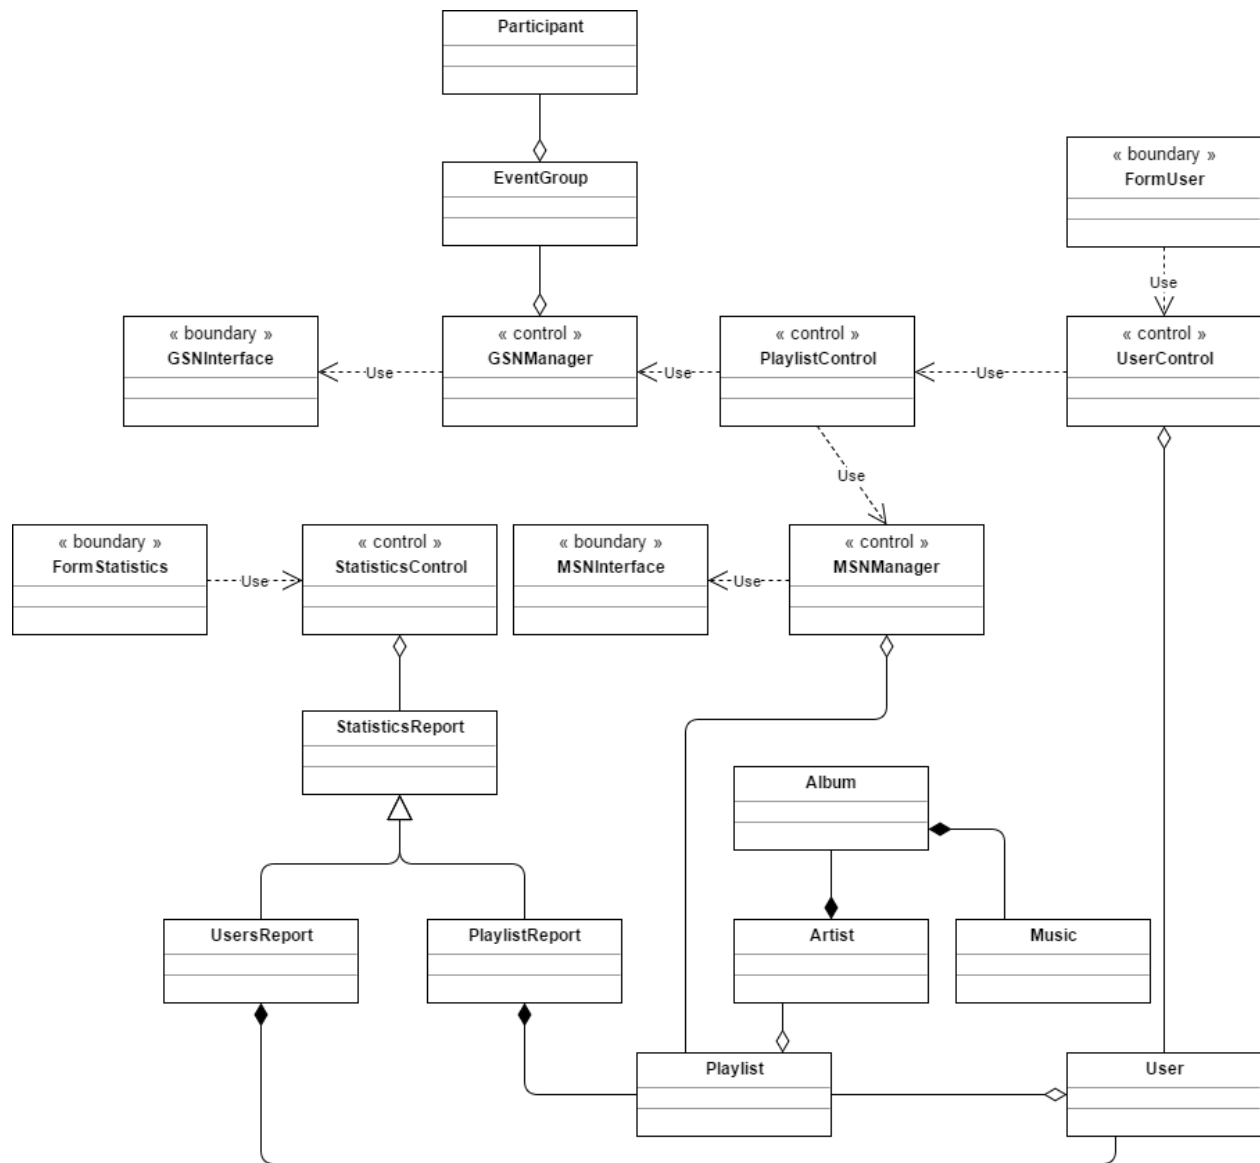 Participant
EventGroup
« boundary »
FormUser
Use
« boundary »
GSNInterface
Use
« control »
GSNManager
Use
« control »
PlaylistControl
Use
« control »
UserControl
Use
« boundary »
FormStatistics
Use
« control »
StatisticsControl
« boundary »
MSNInterface
Use
« control »
MSNManager
StatisticsReport
Album
UsersReport
PlaylistReport
Artist
Music
Playlist
User